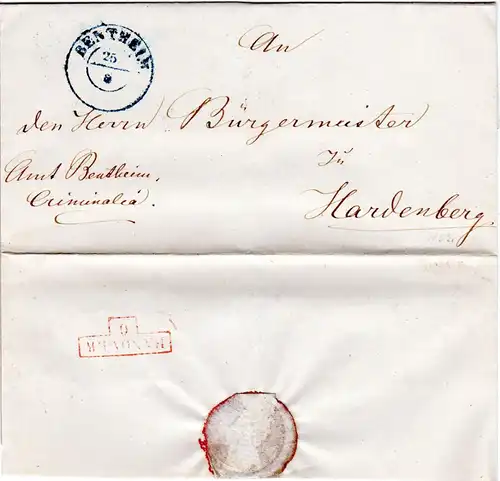 BENTHEIM
25
8
An
den Herrn Bürgermeister
zu
Hardenberg
Amt Bentheim,
Criminalia.